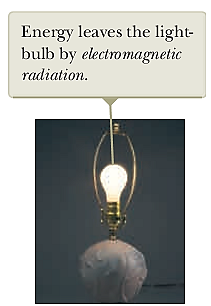 Energy leaves the light-
bulb by electromagnetic
radiation.